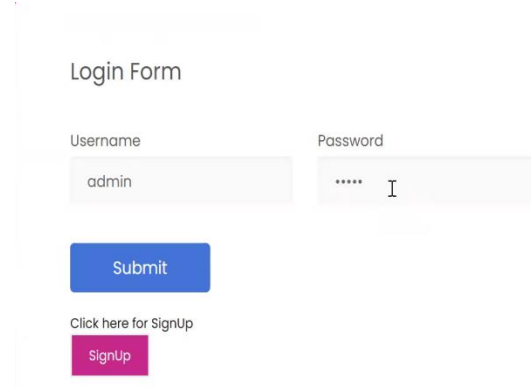 Login Form
Username Password
admin •••••
Submit
Click here for SignUp
SignUp